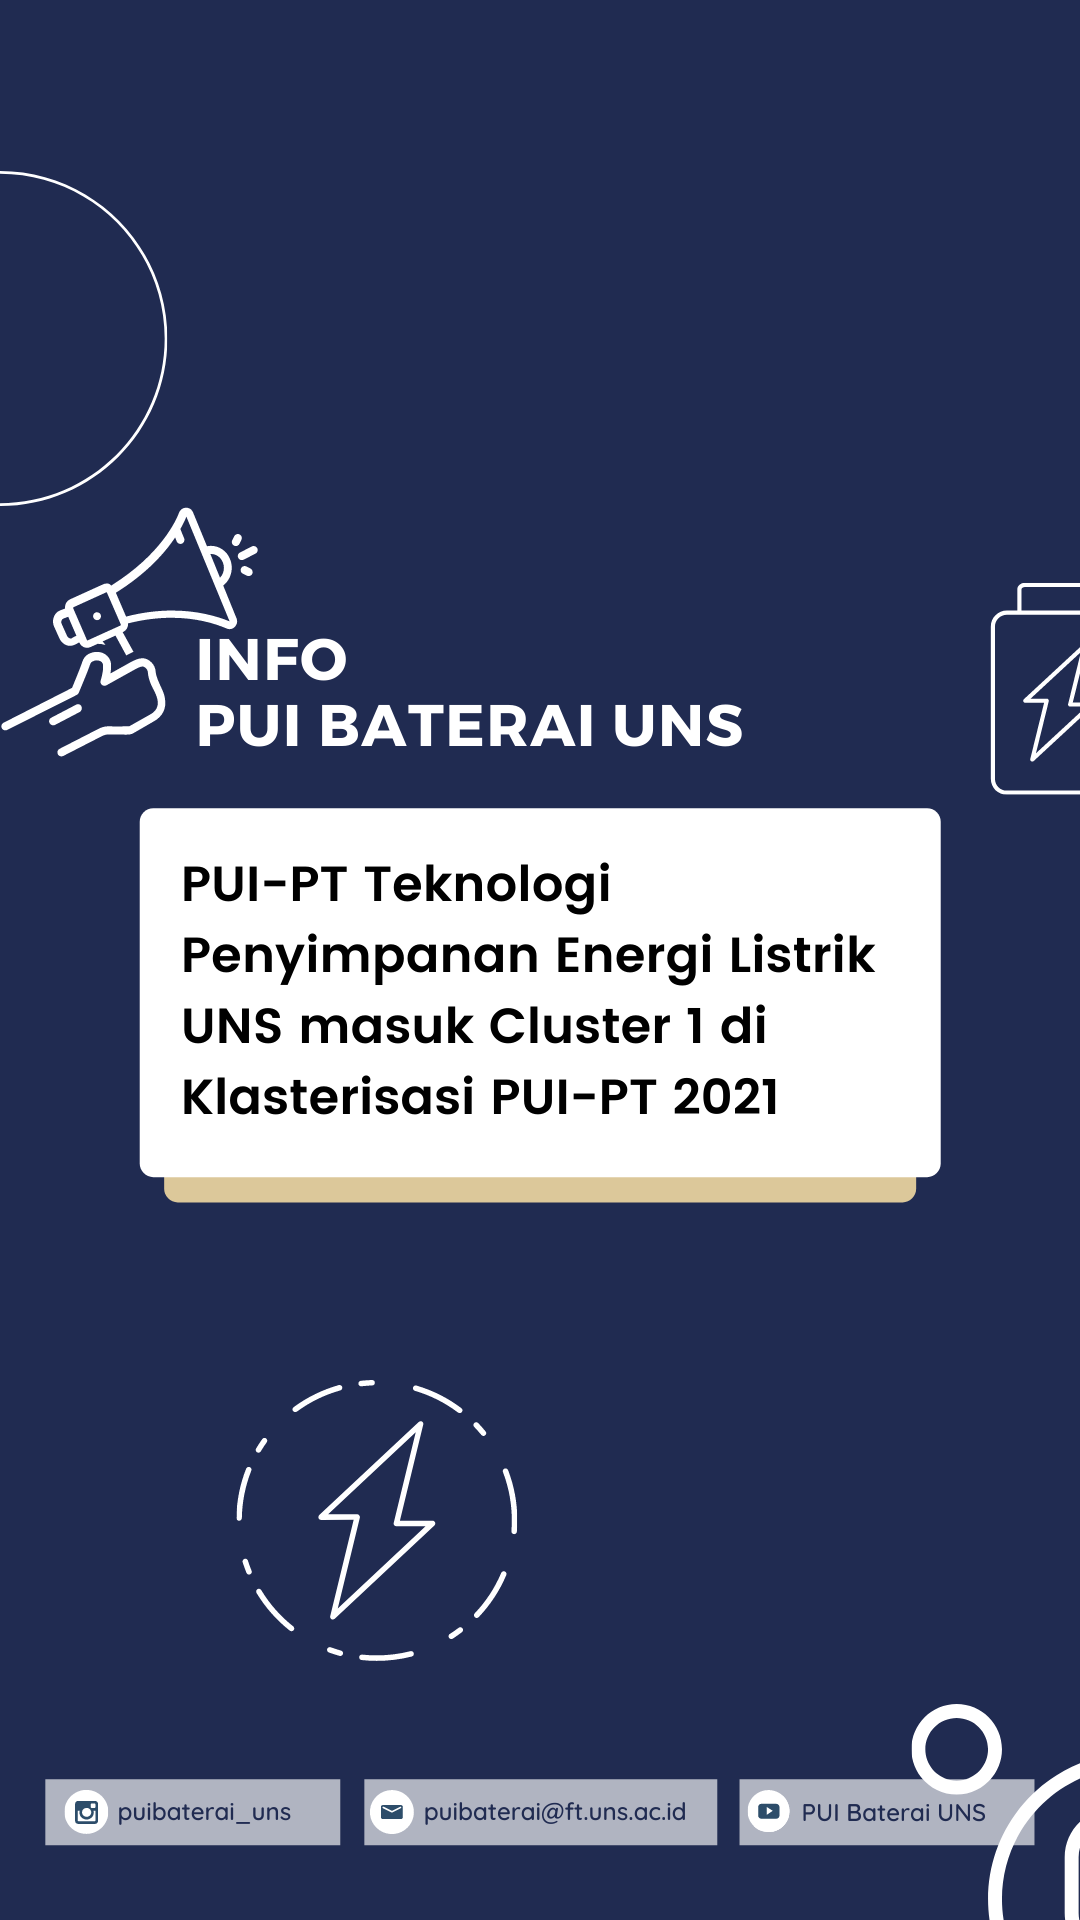 INFO
PUI BATERAI UNS
PUI-PT Teknologi
Penyimpanan Energi Listrik
UNS masuk Cluster 1 di
Klasterisasi PUI-PT 2021
puibaterai_uns
puibaterai@ft.uns.ac.id
PUI Baterai UNS